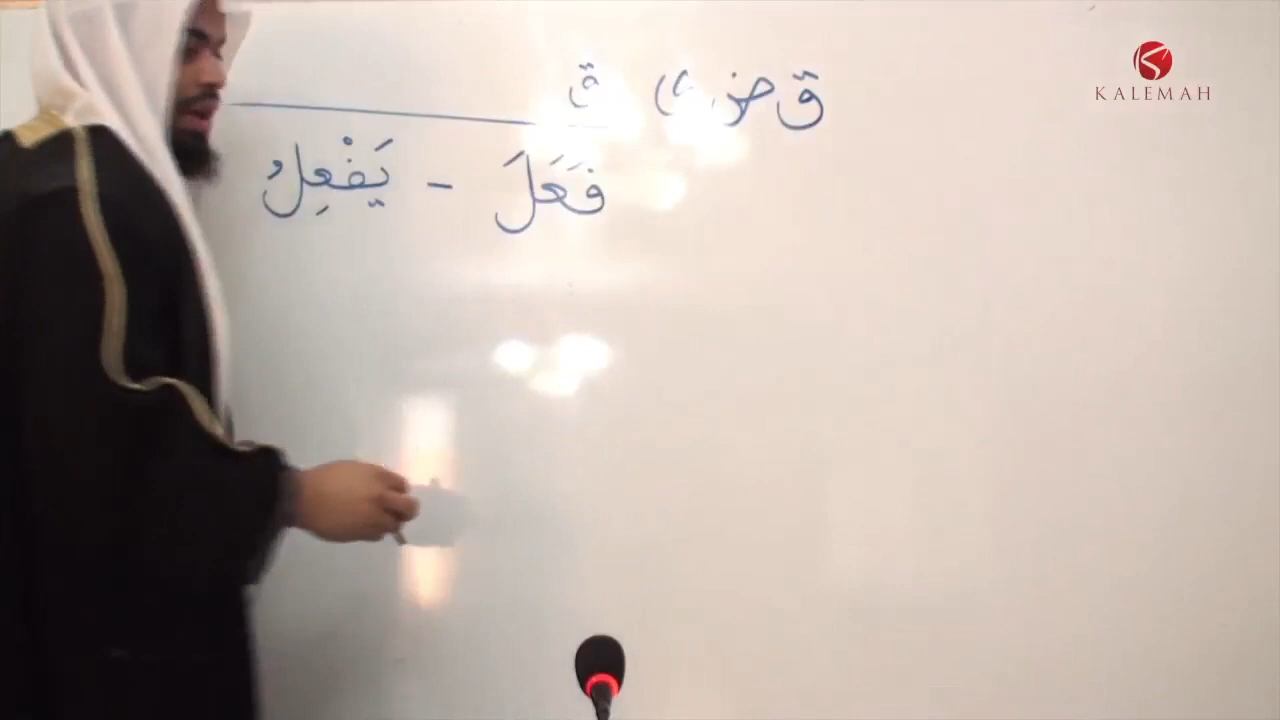 ق ض ي ق
فَعَلَ - يَفْعِلُ
KALEMAH